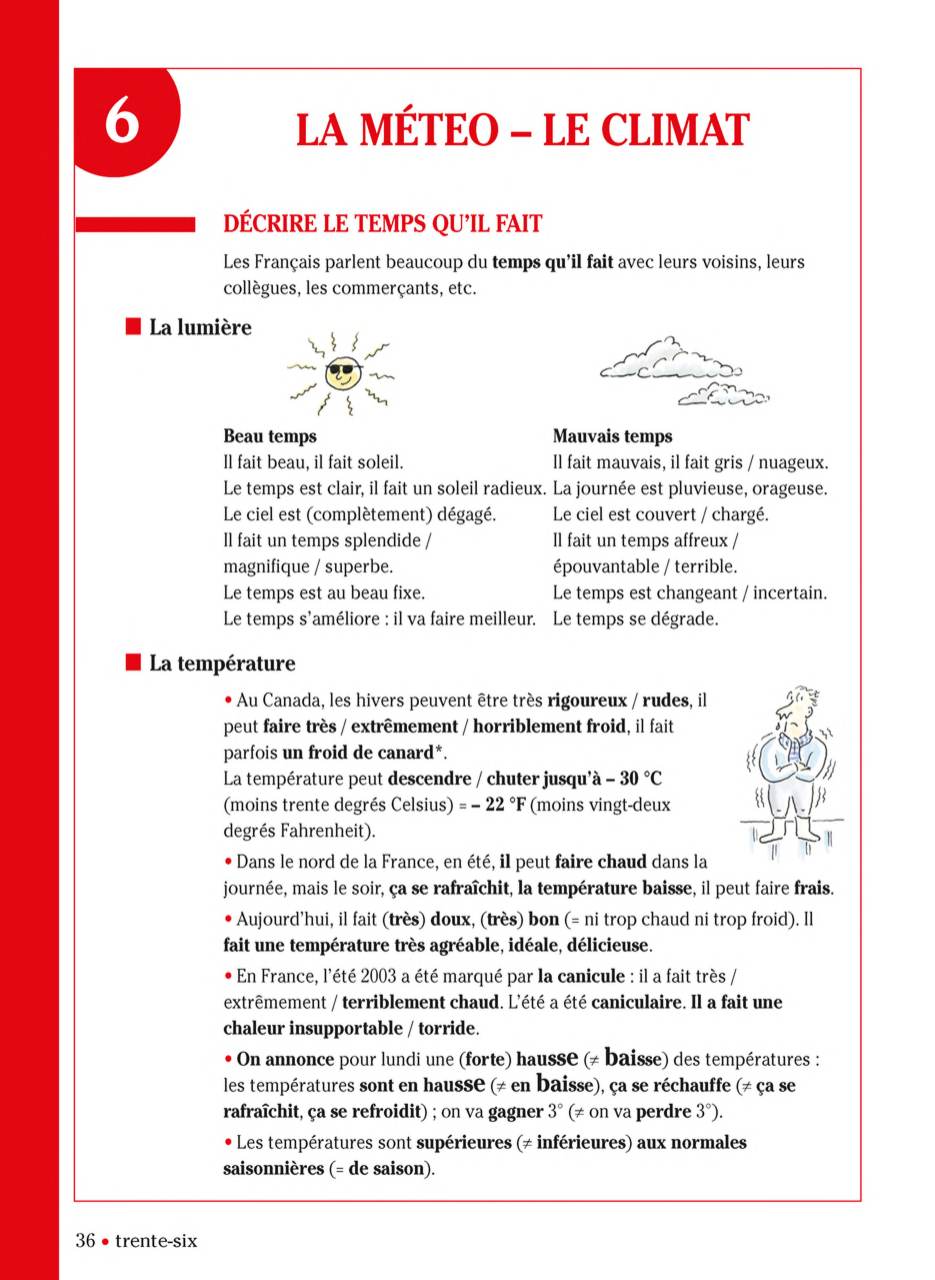 6
LA MÉTEO – LE CLIMAT
DÉCRIRE LE TEMPS QU'IL FAIT
Les Français parlent beaucoup du temps qu'il fait avec leurs voisins, leurs
collègues, les commerçants, etc.
La lumière
Beau temps
Il fait beau, il fait soleil.
Le temps est clair, il fait un soleil radieux.
Le ciel est (complètement) dégagé.
Il fait un temps splendide /
magnifique / superbe.
Le temps est au beau fixe.
Le temps s'améliore : il va faire meilleur.
Mauvais temps
Il fait mauvais, il fait gris / nuageux.
La journée est pluvieuse, orageuse.
Le ciel est couvert / chargé.
Il fait un temps affreux /
épouvantable / terrible.
Le temps est changeant / incertain.
Le temps se dégrade.
La température
• Au Canada, les hivers peuvent être très rigoureux / rudes, il
peut faire très / extrêmement / horriblement froid, il fait
parfois un froid de canard*.
La température peut descendre / chuter jusqu'à – 30 °C
(moins trente degrés Celsius) = – 22 °F (moins vingt-deux
degrés Fahrenheit).
• Dans le nord de la France, en été, il peut faire chaud dans la
journée, mais le soir, ça se rafraîchit, la température baisse, il peut faire frais.
• Aujourd'hui, il fait (très) doux, (très) bon (= ni trop chaud ni trop froid). Il
fait une température très agréable, idéale, délicieuse.
• En France, l'été 2003 a été marqué par la canicule : il a fait très /
extrêmement / terriblement chaud. L'été a été caniculaire. Il a fait une
chaleur insupportable / torride.
• On annonce pour lundi une (forte) hausse (≠ baisse) des températures :
les températures sont en hausse (≠ en baisse), ça se réchauffe (≠ ça se
rafraîchit, ça se refroidit) ; on va gagner 3° (≠ on va perdre 3°).
• Les températures sont supérieures (≠ inférieures) aux normales
saisonnières (= de saison).
36 • trente-six